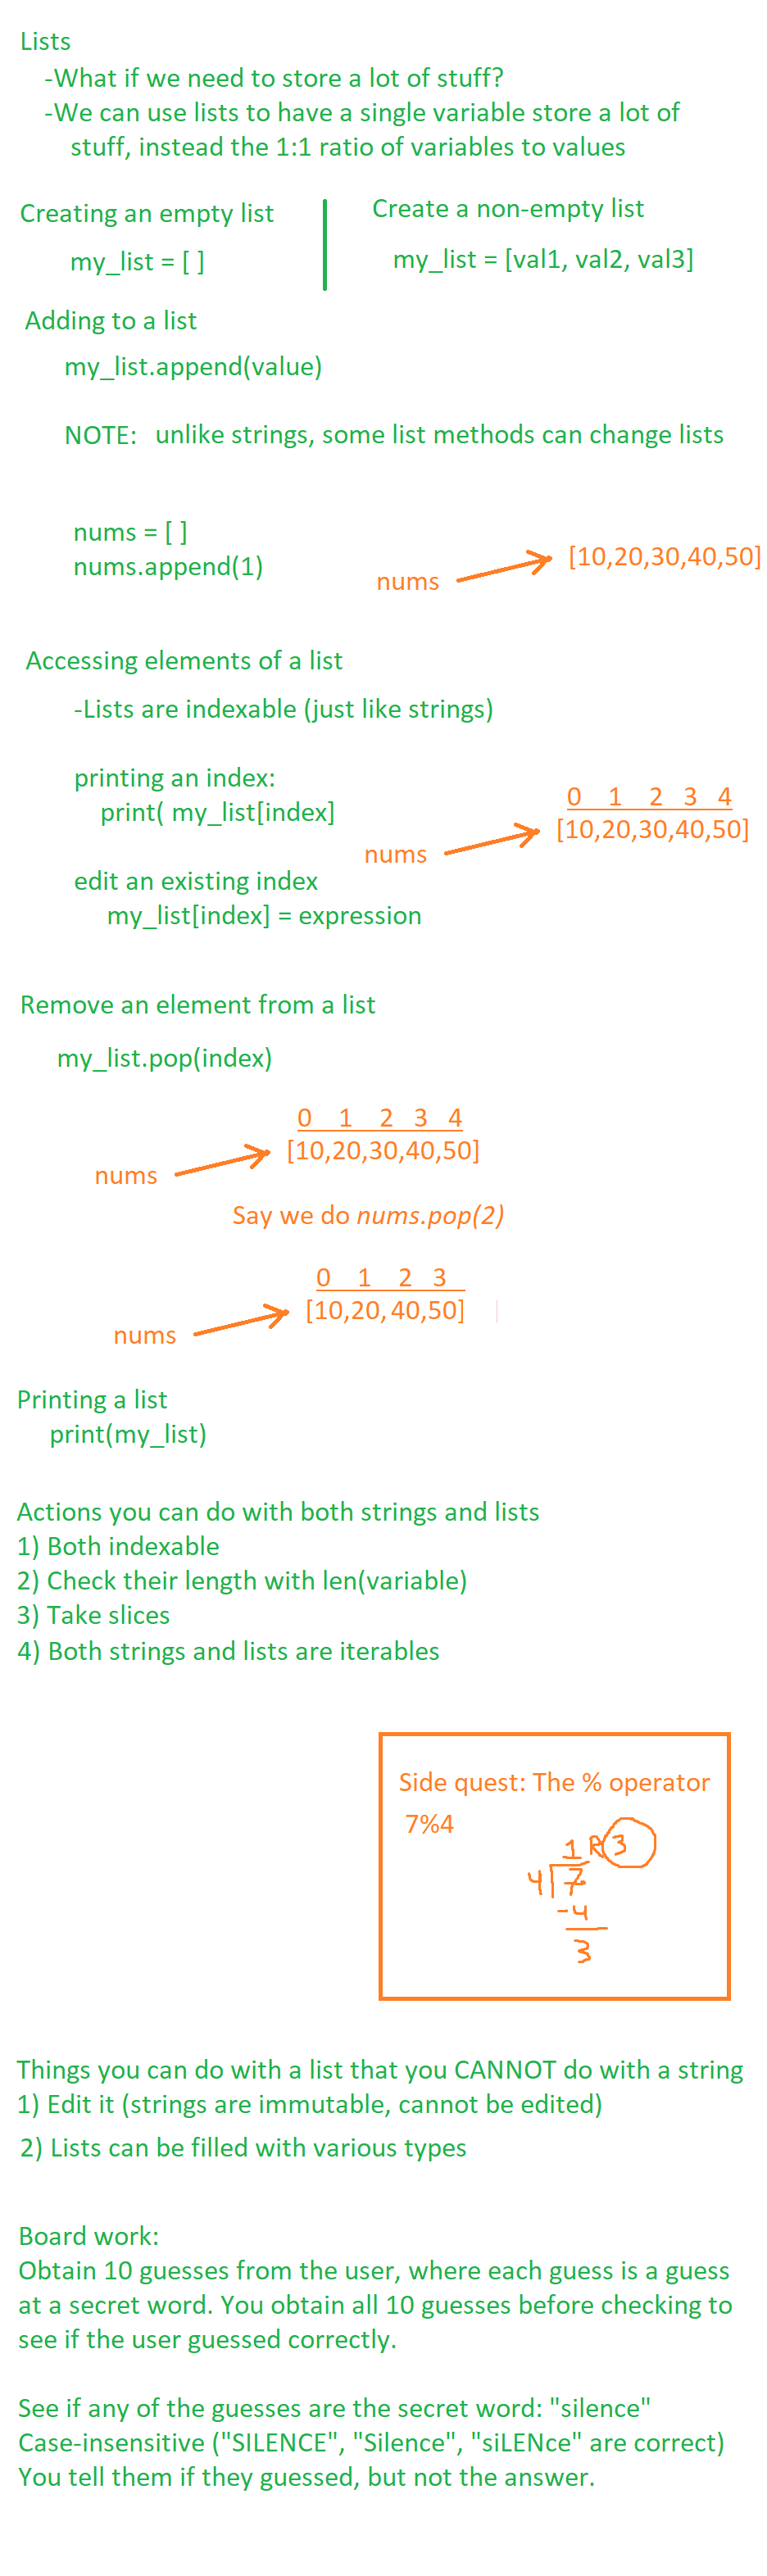 Lists
-What if we need to store a lot of stuff?
-We can use lists to have a single variable store a lot of
stuff, instead the 1:1 ratio of variables to values
Creating an empty list
my_list = [ ]
Create a non-empty list
my_list = [val1, val2, val3]
Adding to a list
my_list.append(value)
NOTE: unlike strings, some list methods can change lists
nums = [ ]
nums.append(1)
nums
[10,20,30,40,50]
Accessing elements of a list
-Lists are indexable (just like strings)
printing an index:
print( my_list[index]
edit an existing index
my_list[index] = expression
0 1 2 3 4
[10,20,30,40,50]
nums
Remove an element from a list
my_list.pop(index)
0 1 2 3 4
[10,20,30,40,50]
nums
Say we do nums.pop(2)
0 1 2 3
[10,20, 40,50]
nums
Printing a list
print(my_list)
Actions you can do with both strings and lists
1) Both indexable
2) Check their length with len(variable)
3) Take slices
4) Both strings and lists are iterables
Side quest: The % operator
7%4
1 R 3
4 7
-4
3
Things you can do with a list that you CANNOT do with a string
1) Edit it (strings are immutable, cannot be edited)
2) Lists can be filled with various types
Board work:
Obtain 10 guesses from the user, where each guess is a guess
at a secret word. You obtain all 10 guesses before checking to
see if the user guessed correctly.
See if any of the guesses are the secret word: "silence"
Case-insensitive ("SILENCE", "Silence", "siLENce" are correct)
You tell them if they guessed, but not the answer.